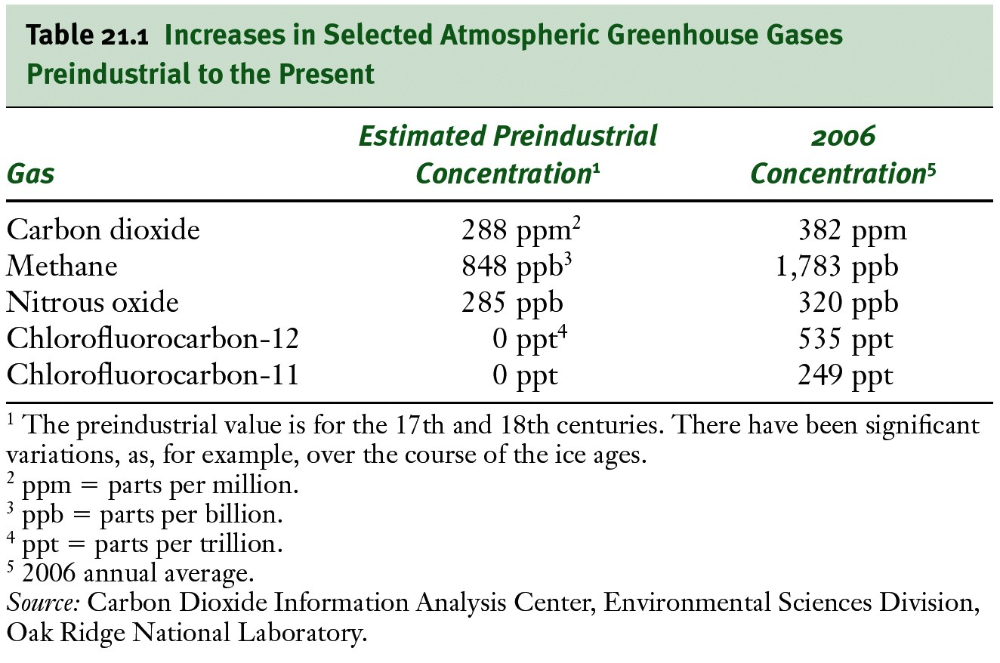 Table 21.1 Increases in Selected Atmospheric Greenhouse Gases
Preindustrial to the Present
Estimated Preindustrial 2006
Gas Concentration¹ Concentration⁵
Carbon dioxide 288 ppm² 382 ppm
Methane 848 ppb³ 1,783 ppb
Nitrous oxide 285 ppb 320 ppb
Chlorofluorocarbon-12 0 ppt⁴ 535 ppt
Chlorofluorocarbon-11 0 ppt 249 ppt
¹ The preindustrial value is for the 17th and 18th centuries. There have been significant
variations, as, for example, over the course of the ice ages.
² ppm = parts per million.
³ ppb = parts per billion.
⁴ ppt = parts per trillion.
⁵ 2006 annual average.
Source: Carbon Dioxide Information Analysis Center, Environmental Sciences Division,
Oak Ridge National Laboratory.